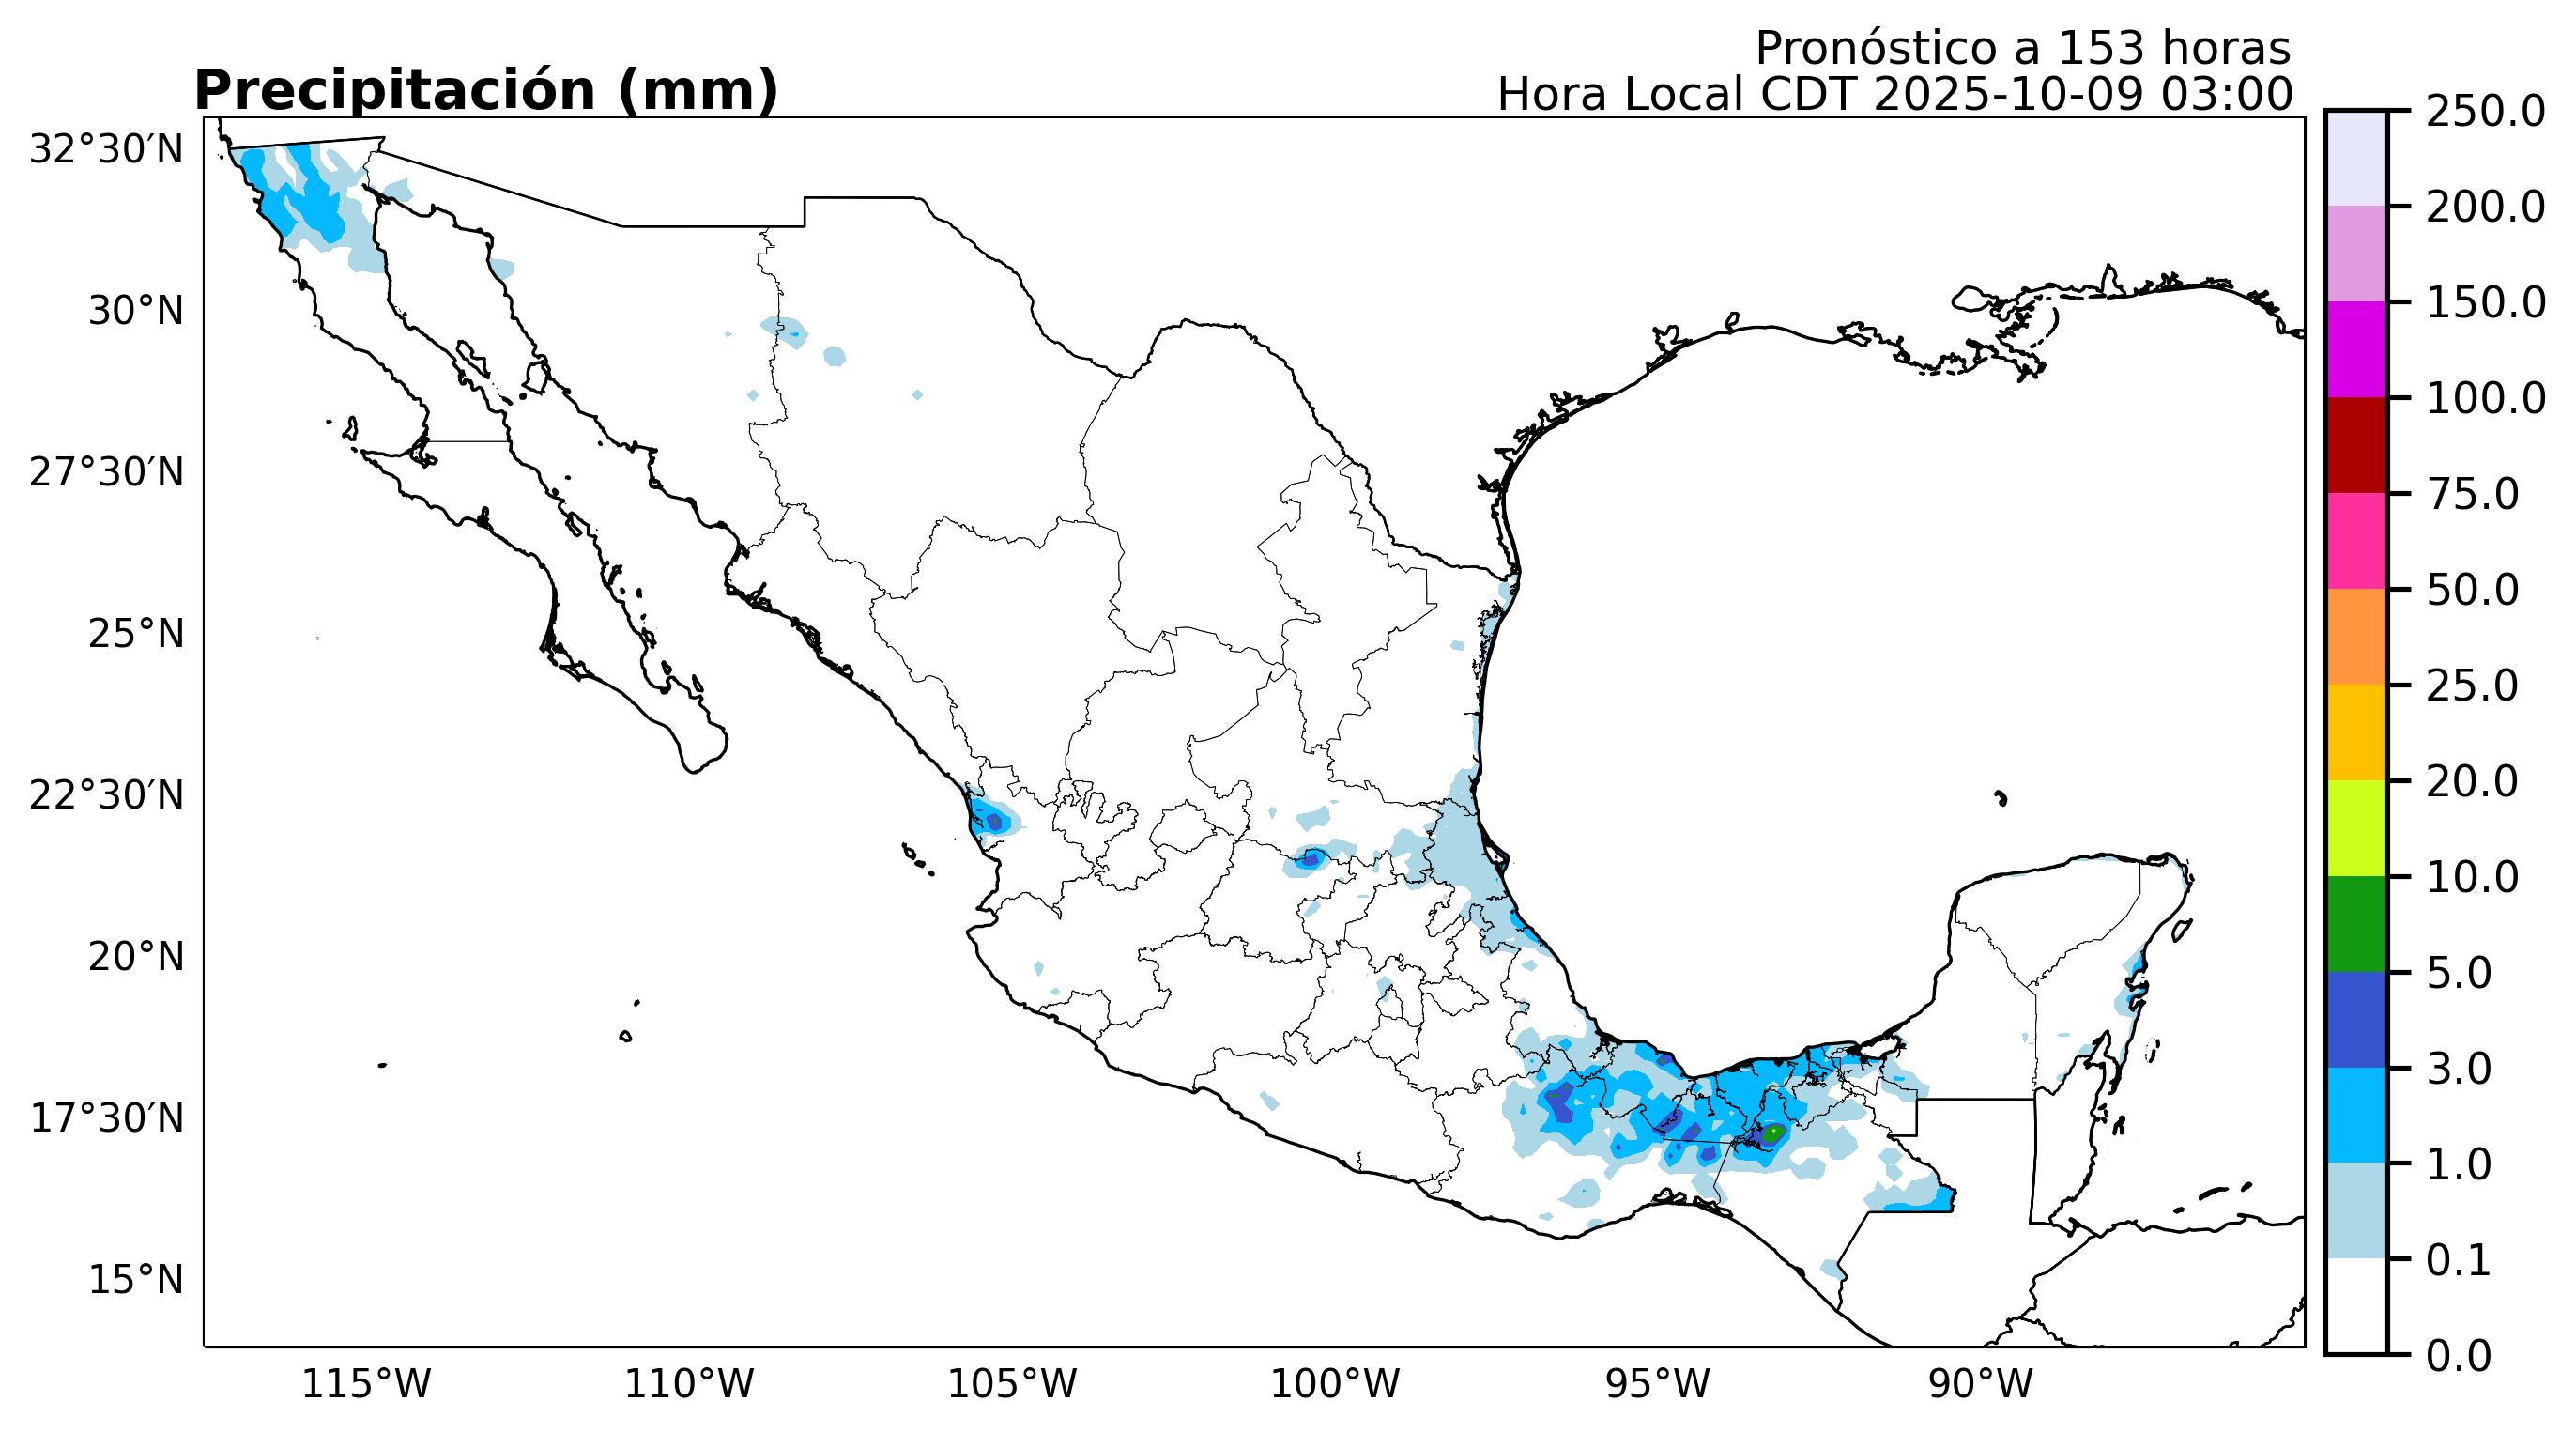 Pronóstico a 153 horas
Precipitación (mm)
Hora Local CDT 2025-10-09 03:00
32°30′N
30°N
27°30′N
25°N
22°30′N
20°N
17°30′N
15°N
115°W
110°W
105°W
100°W
95°W
90°W
250.0
200.0
150.0
100.0
75.0
50.0
25.0
20.0
10.0
5.0
3.0
1.0
0.1
0.0